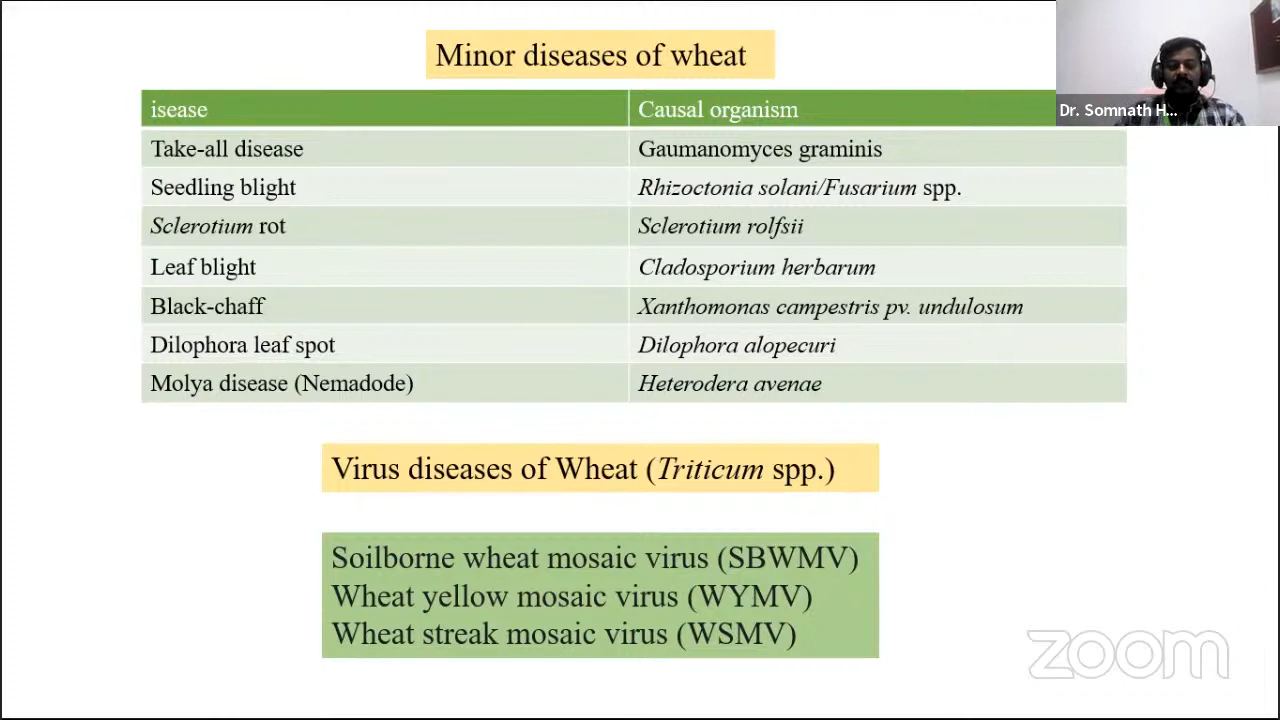 Minor diseases of wheat
isease Causal organism
Dr. Somnath H...
Take-all disease Gaumanomyces graminis
Seedling blight Rhizoctonia solani/Fusarium spp.
Sclerotium rot Sclerotium rolfsii
Leaf blight Cladosporium herbarum
Black-chaff Xanthomonas campestris pv. undulosum
Dilophora leaf spot Dilophora alopecuri
Molya disease (Nemadode) Heterodera avenae
Virus diseases of Wheat (Triticum spp.)
Soilborne wheat mosaic virus (SBWMV)
Wheat yellow mosaic virus (WYMV)
Wheat streak mosaic virus (WSMV)
zoom